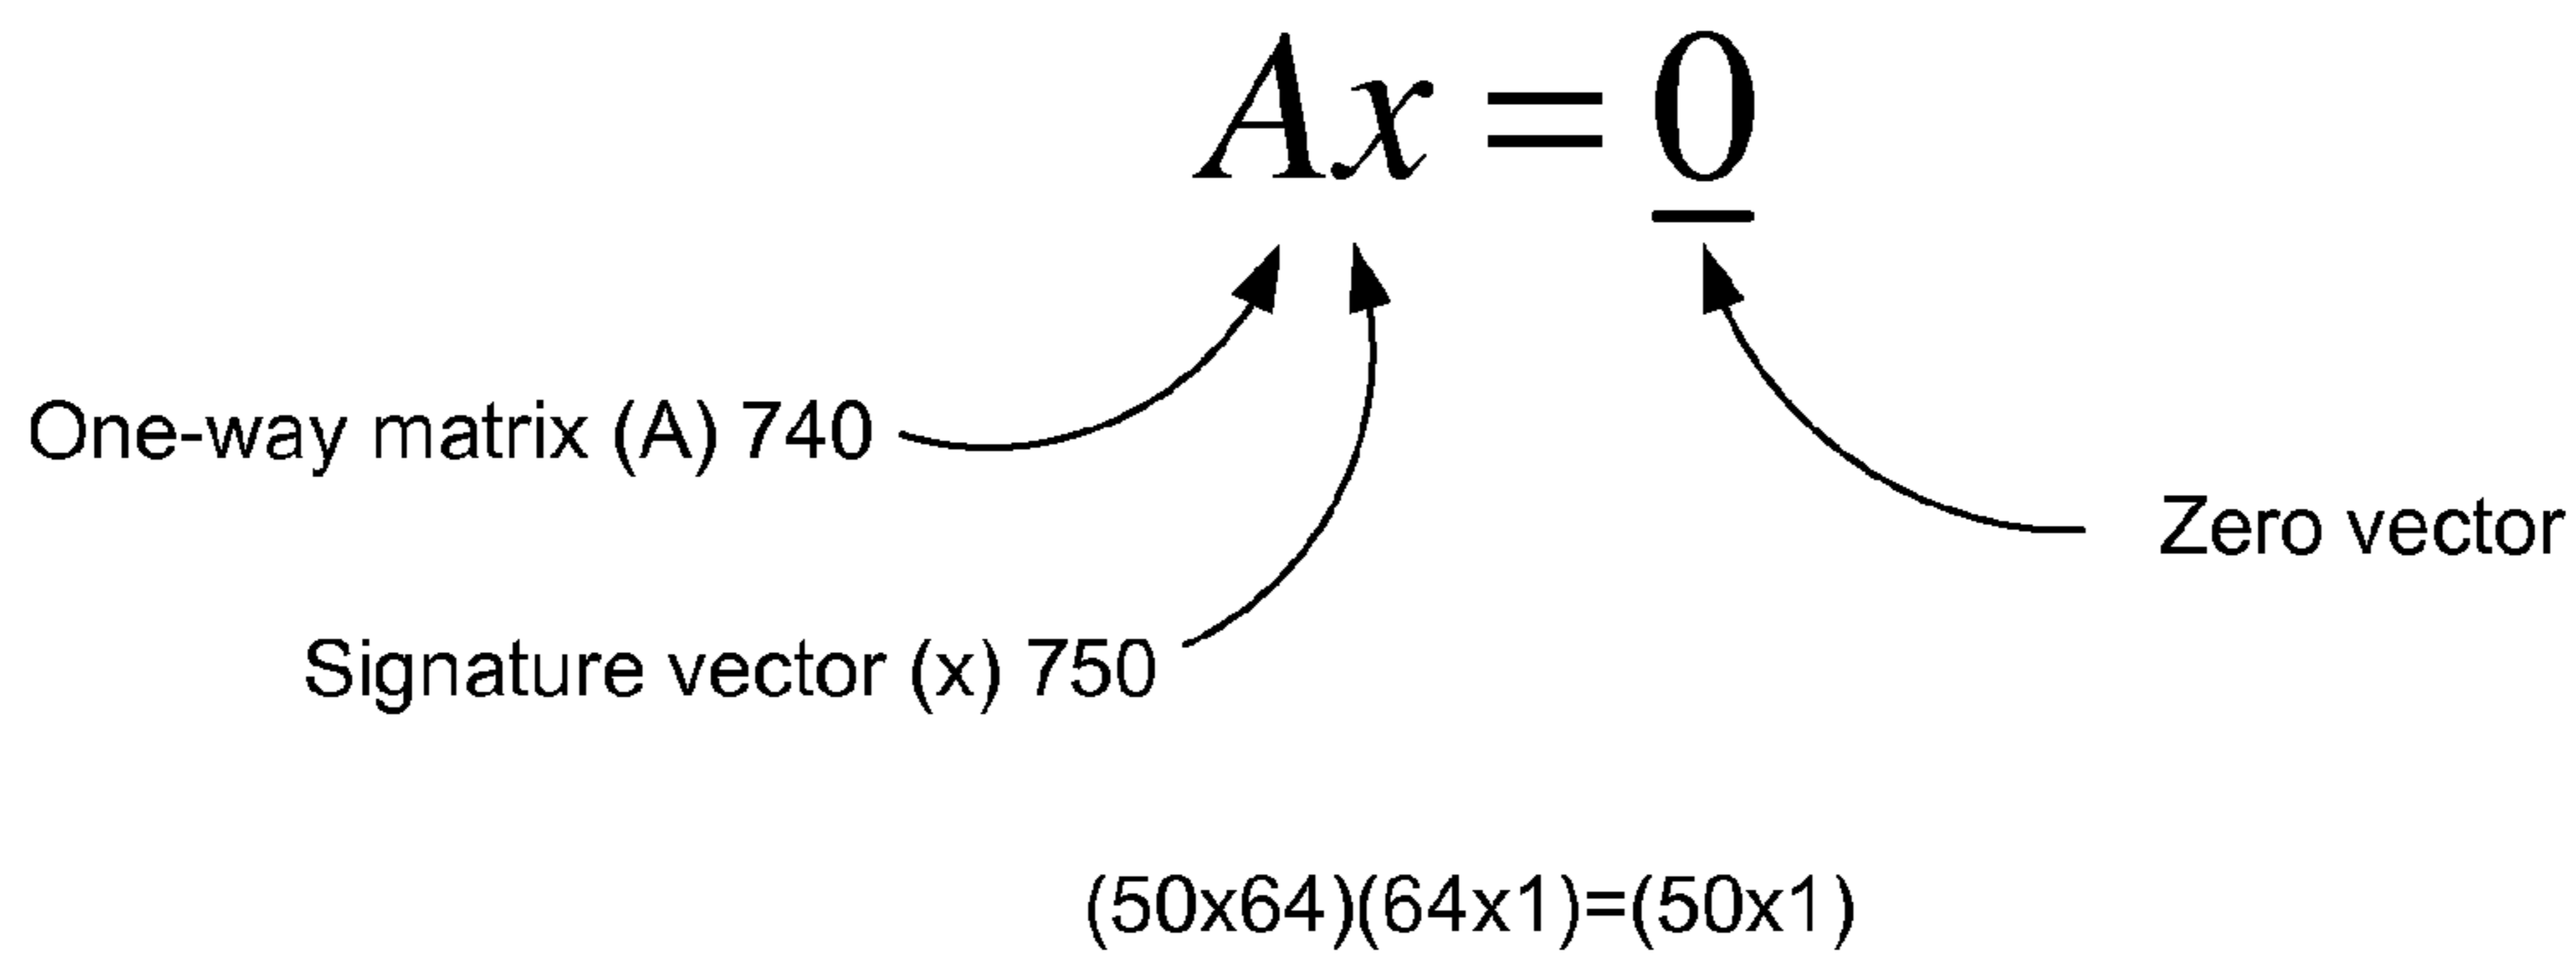 Ax = 0
One-way matrix (A) 740
Zero vector
Signature vector (x) 750
(50x64)(64x1)=(50x1)